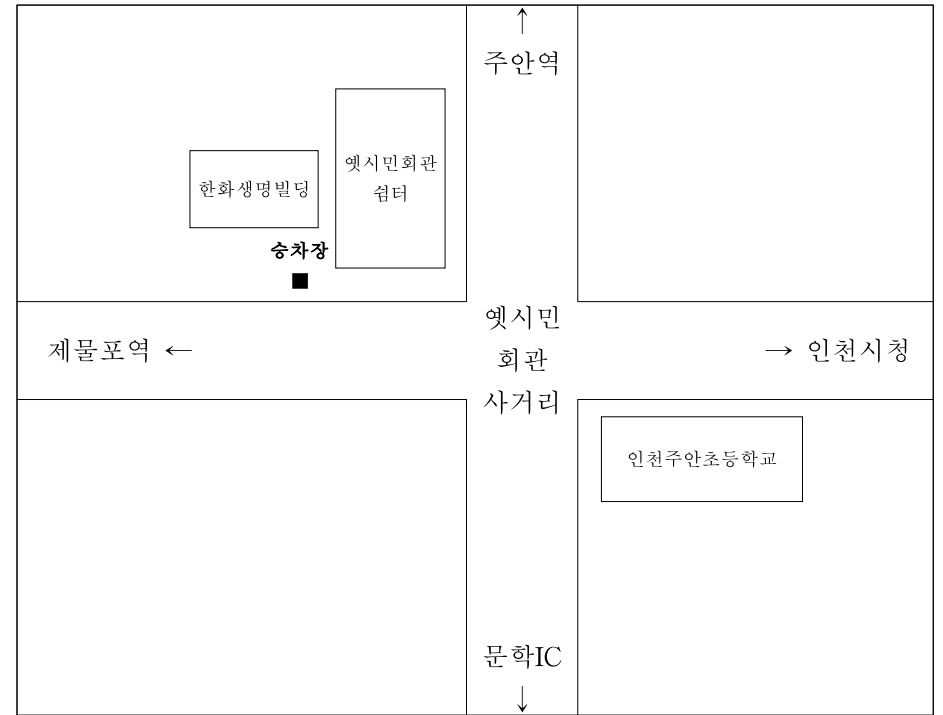 ↑
주안역
옛시민회관
쉼터
한화생명빌딩
승차장
■
옛시민
회관
사거리
제물포역 ←
→ 인천시청
인천주안초등학교
문학IC
↓